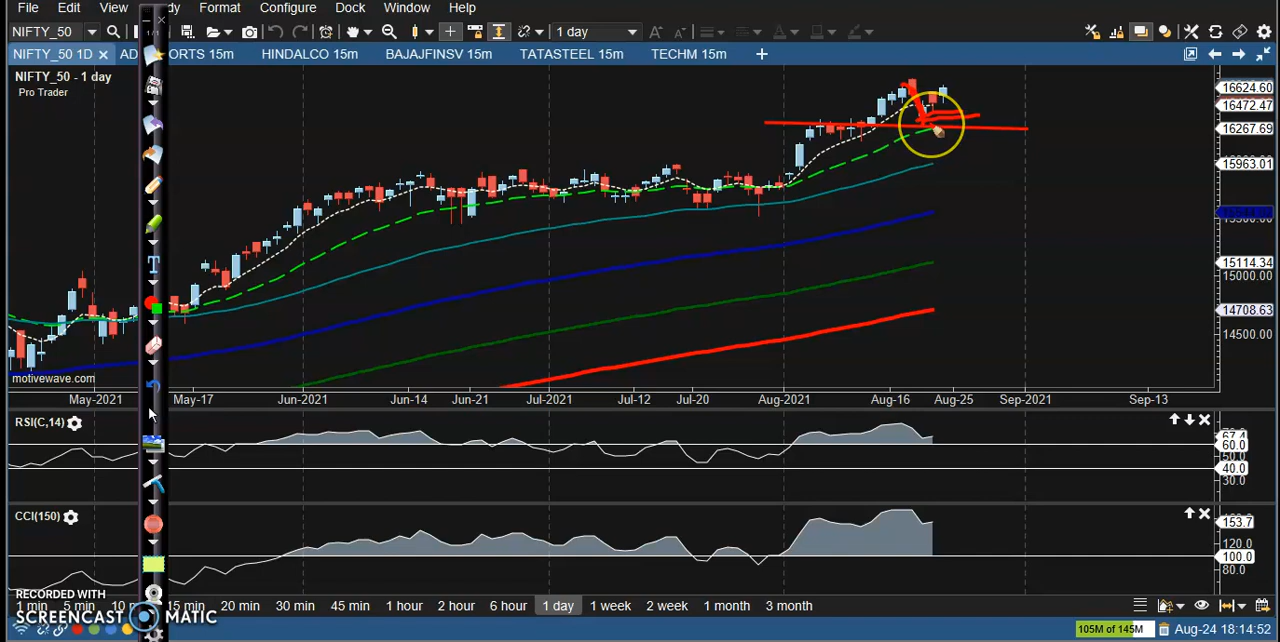 File Edit View Format Configure Dock Window Help
NIFTY_50 1 day
NIFTY_50 1D HINDALCO 15m BAJAJFINSV 15m TATASTEEL 15m TECHM 15m
NIFTY_50 - 1 day
Pro Trader
16624.60
16472.47
16267.69
15963.01
15114.34
15000.00
14708.63
14500.00
motivewave.com
May-2021 May-17 Jun-2021 Jun-14 Jun-21 Jul-2021 Jul-12 Jul-20 Aug-2021 Aug-16 Aug-25 Sep-2021 Sep-13
RSI(C,14)
67.4
60.0
40.0
30.0
CCI(150)
153.7
120.0
100.0
80.0
RECORDED WITH
SCREENCAST MATIC
1 min 5 min 15 min 20 min 30 min 45 min 1 hour 2 hour 6 hour 1 day 1 week 2 week 1 month 3 month
105M of 145M Aug-24 18:14:52